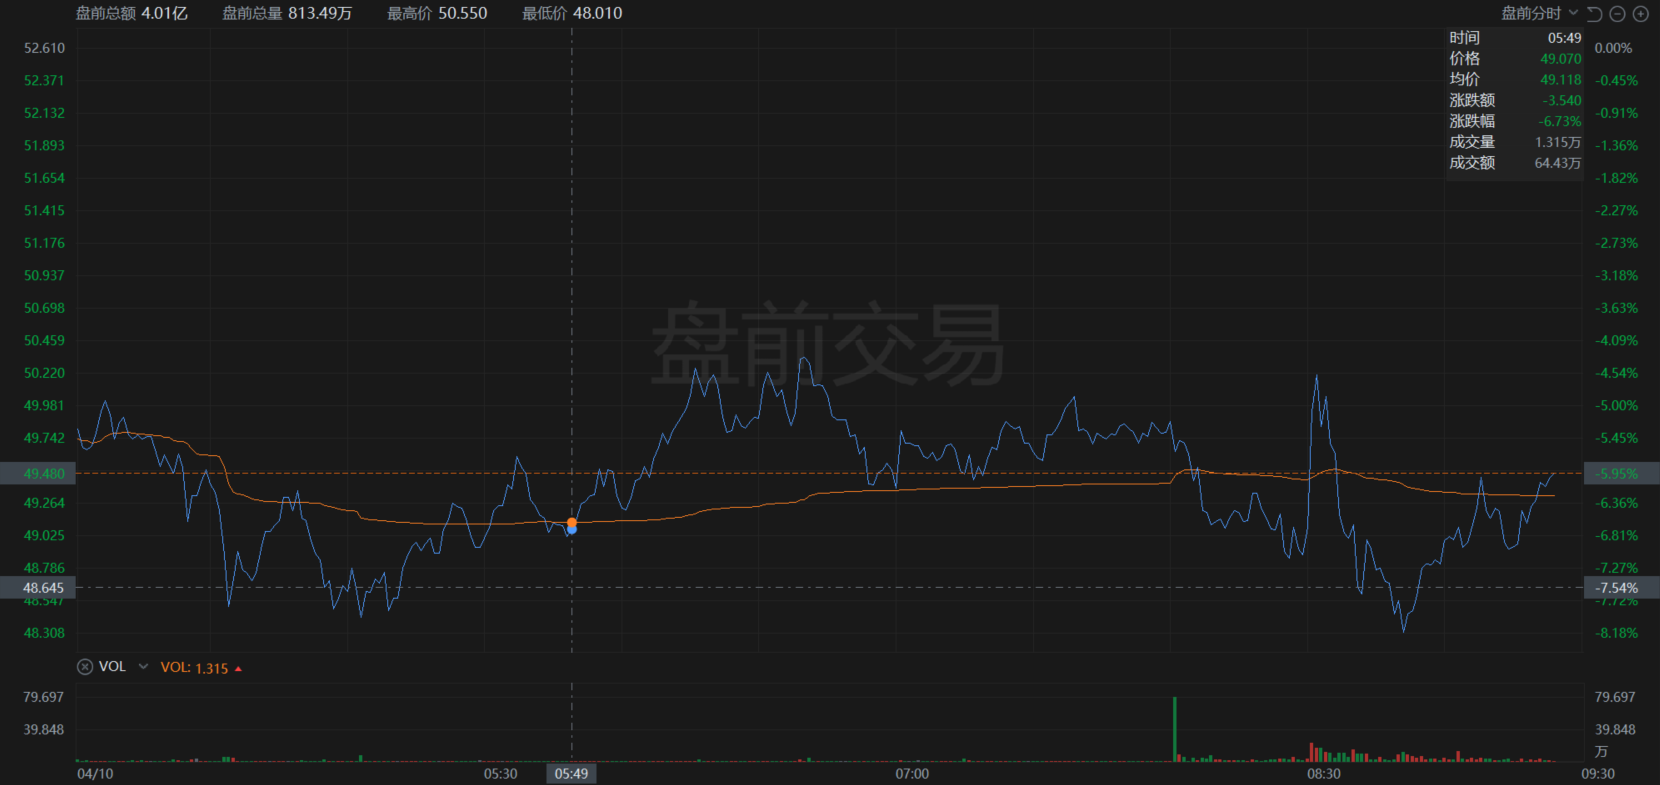 盘前总额 4.01亿 盘前总量 813.49万 最高价 50.550 最低价 48.010 盘前分时
时间 05:49
价格 49.070
均价 49.118
涨跌额 -3.540
涨跌幅 -6.73%
成交量 1.315万
成交额 64.43万
52.610 0.00%
52.371 -0.45%
52.132 -0.91%
51.893 -1.36%
51.654 -1.82%
51.415 -2.27%
51.176 -2.73%
50.937 -3.18%
50.698 -3.63%
50.459 -4.09%
盘前交易
50.220 -4.54%
49.981 -5.00%
49.742 -5.45%
49.480 -5.95%
49.264 -6.36%
49.025 -6.81%
48.786 -7.27%
48.645 -7.54%
48.547 -7.72%
48.308 -8.18%
VOL VOL: 1.315
79.697 79.697
39.848 39.848
万
04/10 05:30 05:49 07:00 08:30 09:30